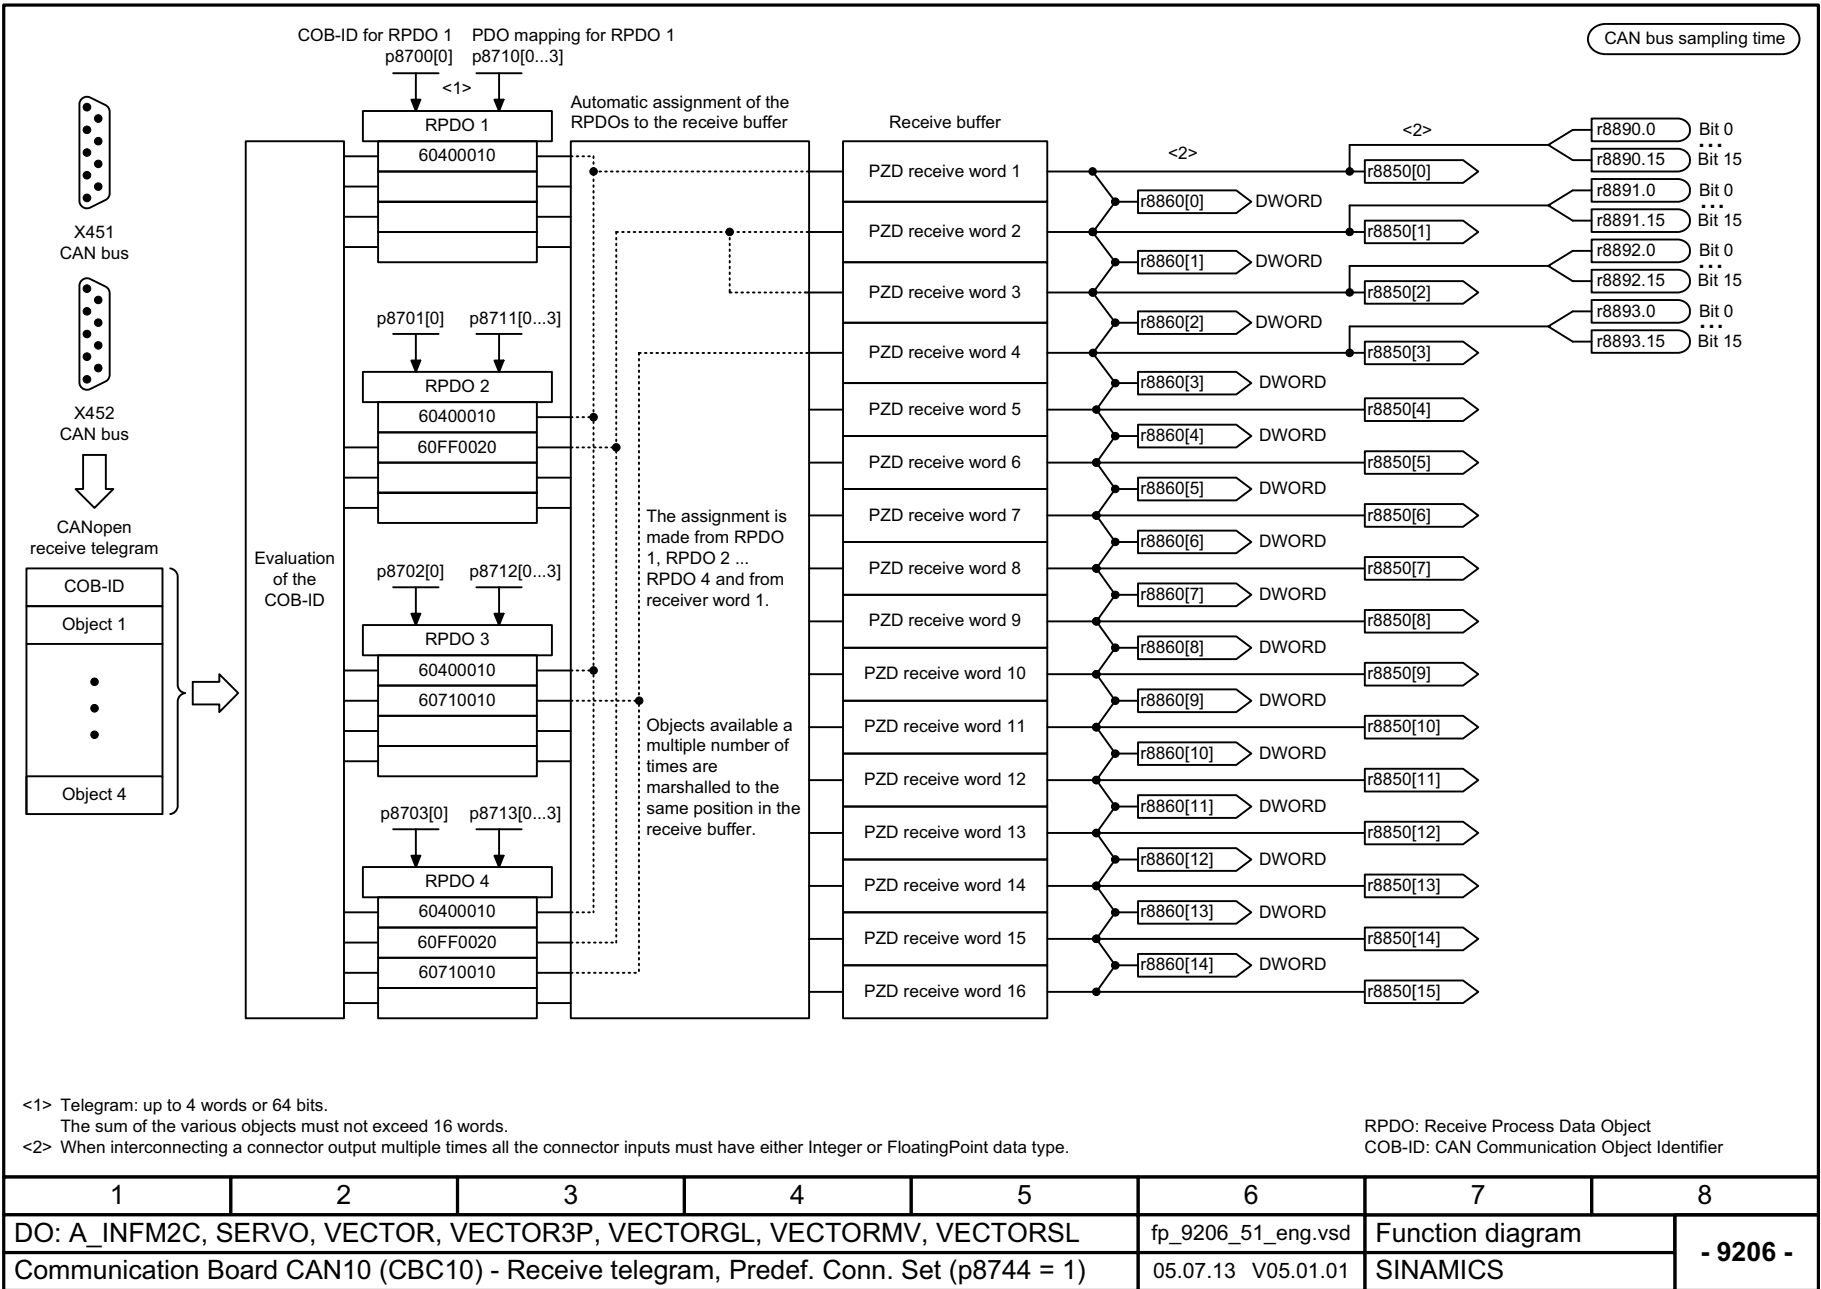 COB-ID for RPDO 1 PDO mapping for RPDO 1
p8700[0] p8710[0...3]
<1>
CAN bus sampling time
X451
CAN bus
X452
CAN bus
CANopen
receive telegram
COB-ID
Object 1
Object 4
Evaluation
of the
COB-ID
RPDO 1
60400010
p8701[0] p8711[0...3]
RPDO 2
60400010
60FF0020
p8702[0] p8712[0...3]
RPDO 3
60400010
60710010
p8703[0] p8713[0...3]
RPDO 4
60400010
60FF0020
60710010
Automatic assignment of the
RPDOs to the receive buffer
The assignment is
made from RPDO
1, RPDO 2 ...
RPDO 4 and from
receiver word 1.
Objects available a
multiple number of
times are
marshalled to the
same position in the
receive buffer.
Receive buffer
PZD receive word 1
PZD receive word 2
PZD receive word 3
PZD receive word 4
PZD receive word 5
PZD receive word 6
PZD receive word 7
PZD receive word 8
PZD receive word 9
PZD receive word 10
PZD receive word 11
PZD receive word 12
PZD receive word 13
PZD receive word 14
PZD receive word 15
PZD receive word 16
<2>
r8860[0] DWORD
r8860[1] DWORD
r8860[2] DWORD
r8860[3] DWORD
r8860[4] DWORD
r8860[5] DWORD
r8860[6] DWORD
r8860[7] DWORD
r8860[8] DWORD
r8860[9] DWORD
r8860[10] DWORD
r8860[11] DWORD
r8860[12] DWORD
r8860[13] DWORD
r8860[14] DWORD
<2>
r8850[0]
r8850[1]
r8850[2]
r8850[3]
r8850[4]
r8850[5]
r8850[6]
r8850[7]
r8850[8]
r8850[9]
r8850[10]
r8850[11]
r8850[12]
r8850[13]
r8850[14]
r8850[15]
r8890.0 Bit 0
...
r8890.15 Bit 15
r8891.0 Bit 0
...
r8891.15 Bit 15
r8892.0 Bit 0
...
r8892.15 Bit 15
r8893.0 Bit 0
...
r8893.15 Bit 15
<1> Telegram: up to 4 words or 64 bits.
The sum of the various objects must not exceed 16 words.
<2> When interconnecting a connector output multiple times all the connector inputs must have either Integer or FloatingPoint data type.
RPDO: Receive Process Data Object
COB-ID: CAN Communication Object Identifier
1 2 3 4 5 6 7 8
DO: A_INFM2C, SERVO, VECTOR, VECTOR3P, VECTORGL, VECTORMV, VECTORSL
fp_9206_51_eng.vsd
Function diagram
- 9206 -
Communication Board CAN10 (CBC10) - Receive telegram, Predef. Conn. Set (p8744 = 1)
05.07.13 V05.01.01
SINAMICS